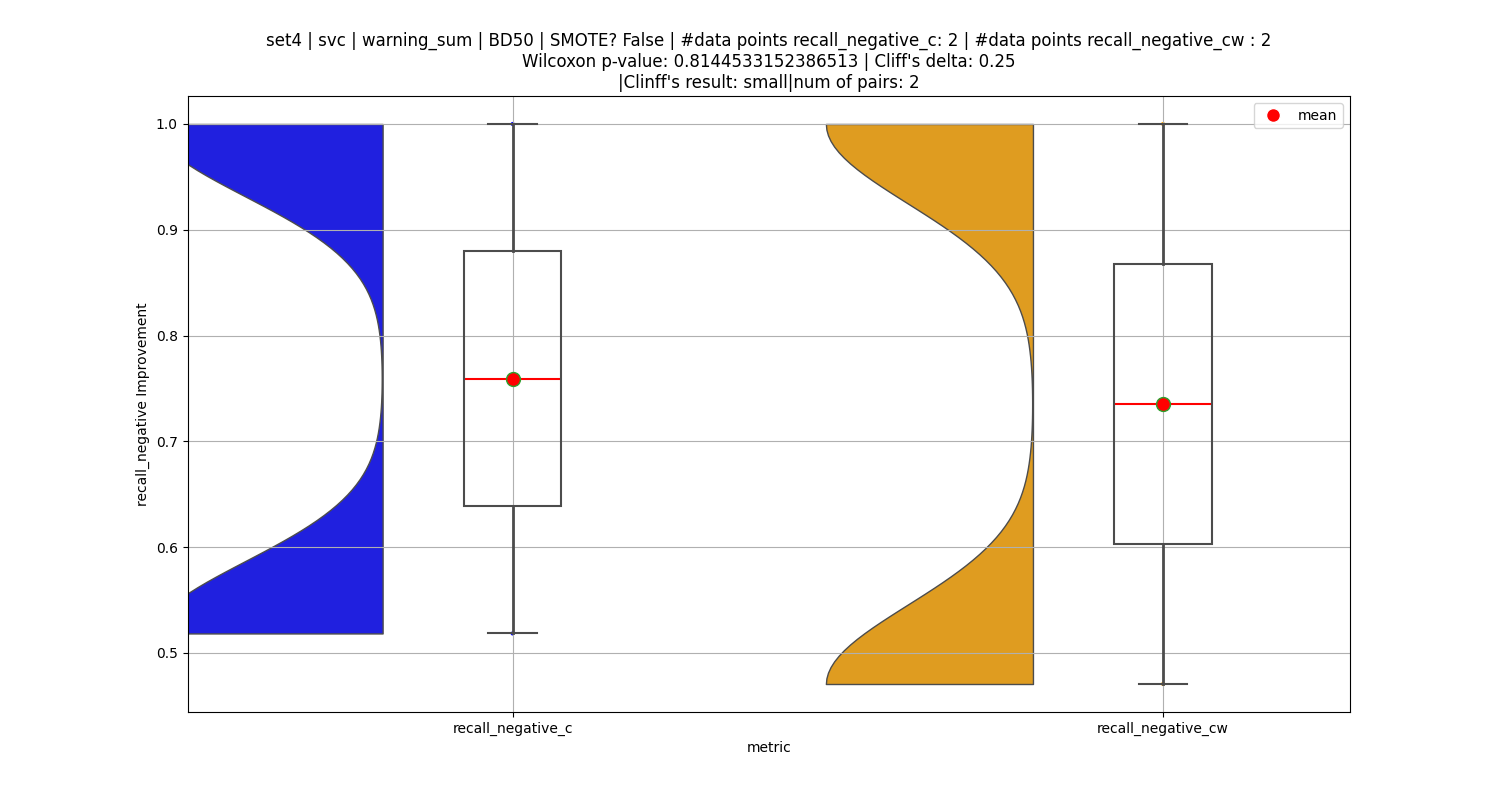 set4 | svc | warning_sum | BD50 | SMOTE? False | #data points recall_negative_c: 2 | #data points recall_negative_cw : 2
Wilcoxon p-value: 0.8144533152386513 | Cliff's delta: 0.25
|Clinff's result: small|num of pairs: 2
mean
1.0
0.9
0.8
0.7
0.6
0.5
recall_negative Improvement
recall_negative_c
recall_negative_cw
metric